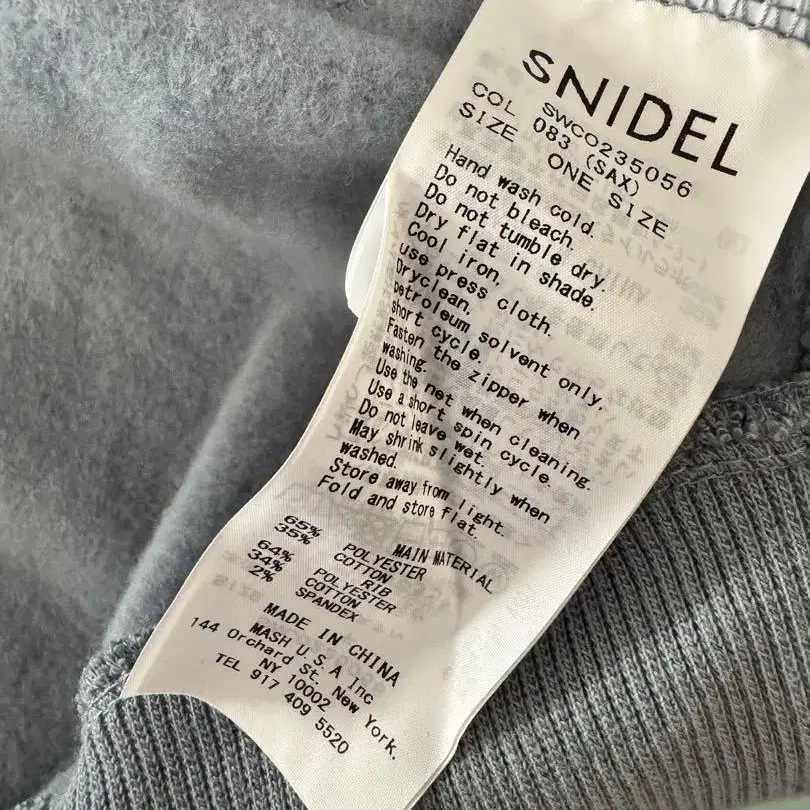 SNIDEL
SWCO235056
COL 083 (SAX)
SIZE ONE SIZE
Hand wash cold.
Do not bleach.
Do not tumble dry.
Dry flat in shade.
Cool iron,
use press cloth.
Dryclean,
petroleum solvent only,
short cycle.
Fasten the zipper when
washing.
Use the net when cleaning.
Use a short spin cycle.
Do not leave wet.
May shrink slightly when
washed.
Store away from light.
Fold and store flat.
MAIN MATERIAL
65% POLYESTER
35% COTTON
RIB
64% POLYESTER
34% COTTON
2% SPANDEX
MADE IN CHINA
MASH U.S.A Inc
144 Orchard St. New York.
NY 10002
TEL 917 409 5520